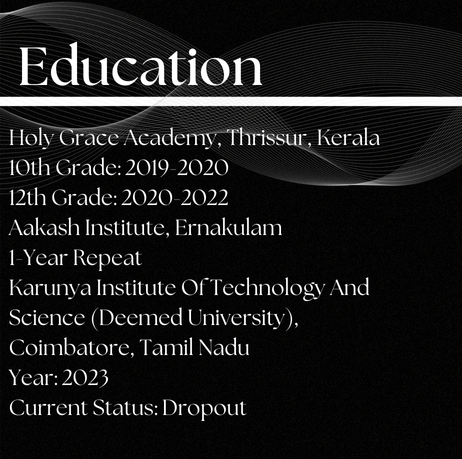 Education
Holy Grace Academy, Thrissur, Kerala
10th Grade: 2019-2020
12th Grade: 2020-2022
Aakash Institute, Ernakulam
1-Year Repeat
Karunya Institute Of Technology And
Science (Deemed University),
Coimbatore, Tamil Nadu
Year: 2023
Current Status: Dropout